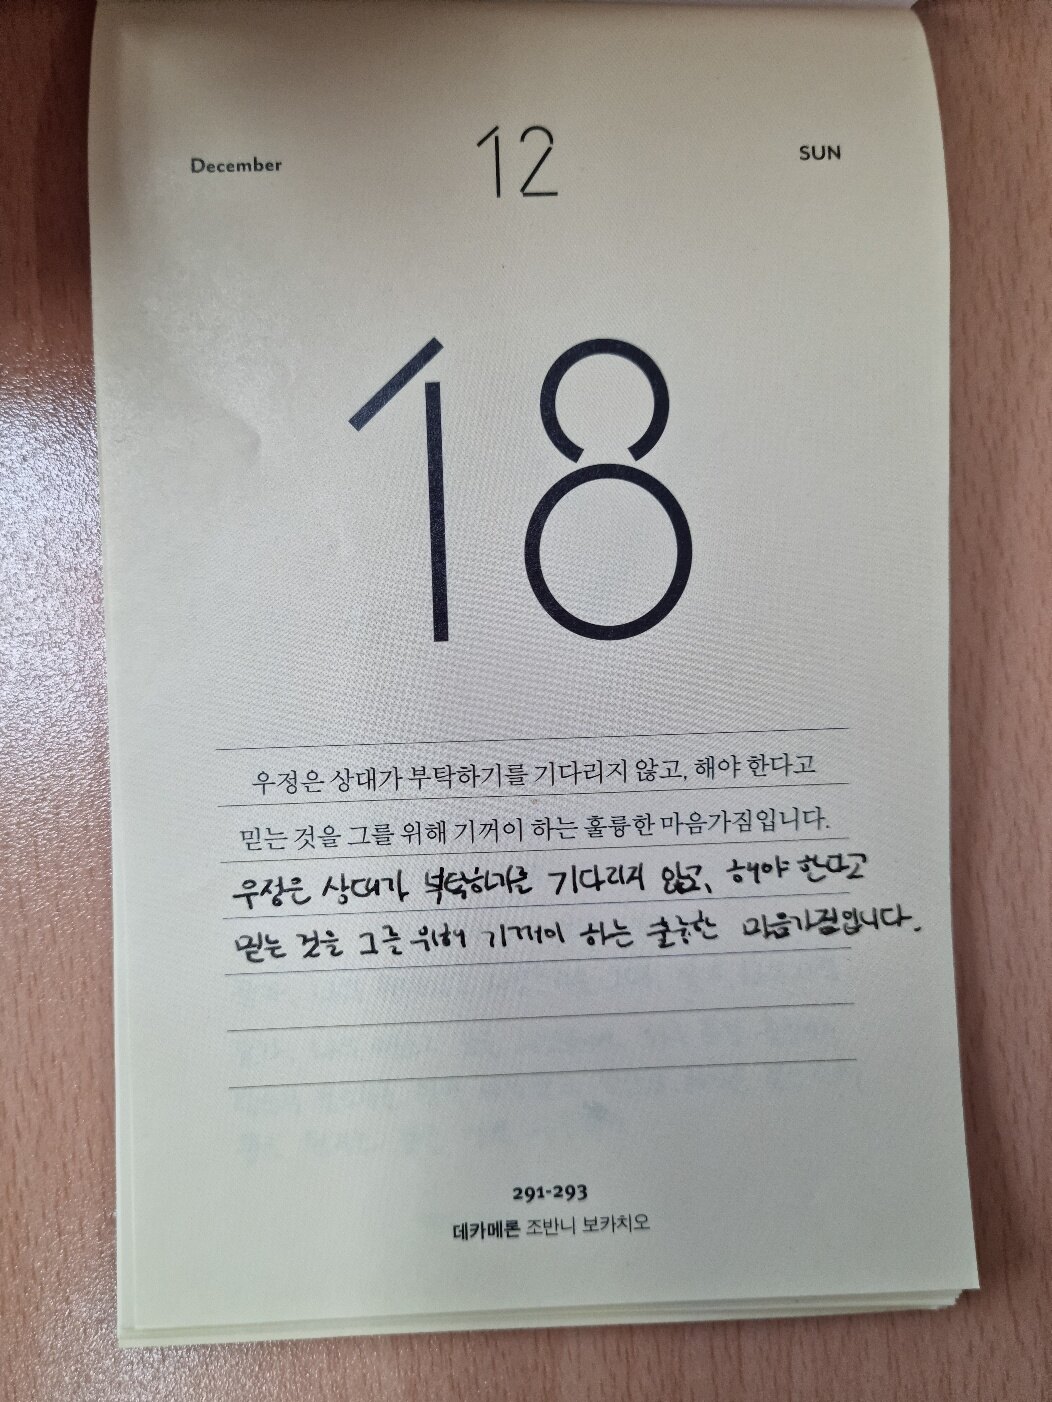 December 12 SUN
18
우정은 상대가 부탁하기를 기다리지 않고, 해야 한다고
믿는 것을 그를 위해 기꺼이 하는 훌륭한 마음가짐입니다.
우정은 상대가 부탁하기를 기다리지 않고, 해야 한다고
믿는 것을 그를 위해 기꺼이 하는 훌륭한 마음가짐입니다.
291-293
데카메론 조반니 보카치오